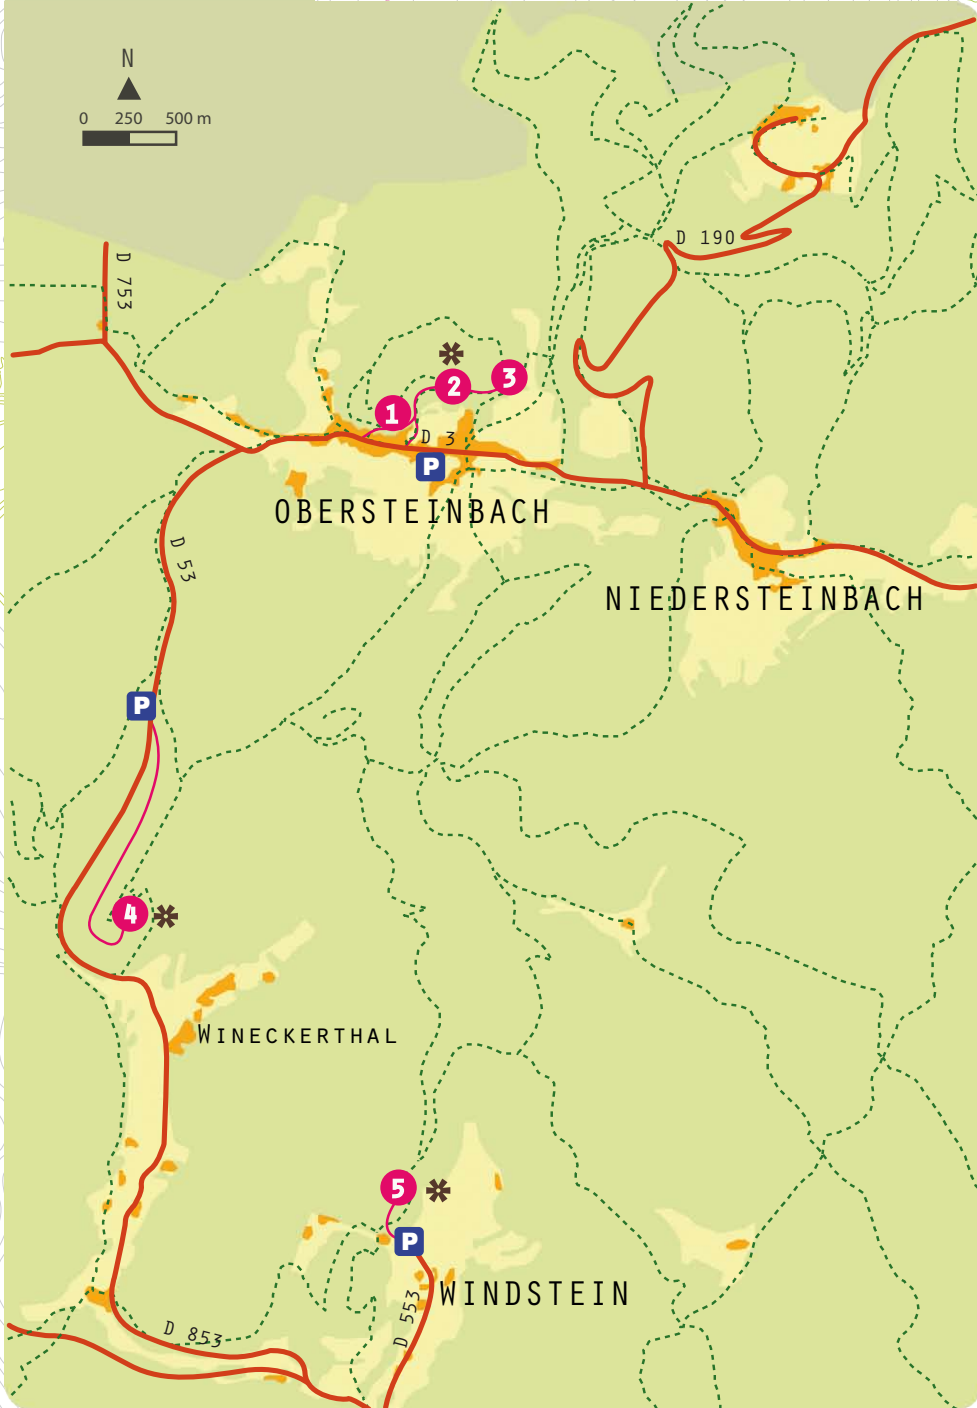 N
0 250 500 m
D 190
D 753
3
2
1
D 3
P
OBERSTEINBACH
D 53
NIEDERSTEINBACH
P
4
WINECKERTHAL
5
P
WINDSTEIN
D 553
D 853